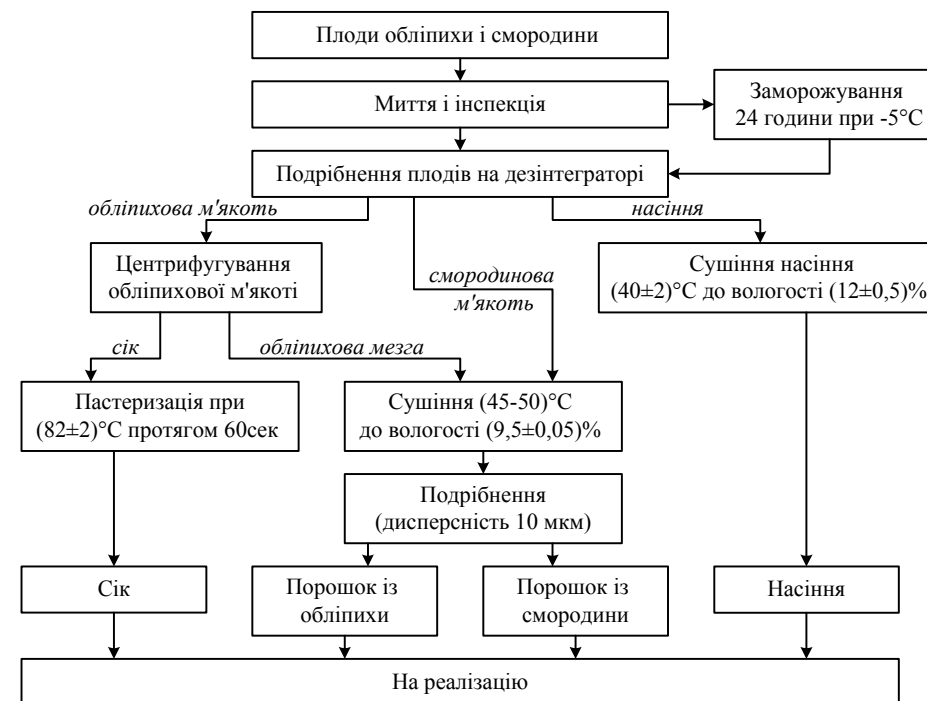 Плоди обліпихи і смородини
Миття і інспекція
Заморожування
24 години при -5°С
Подрібнення плодів на дезінтеграторі
обліпихова м'якоть
насіння
Центрифугування
обліпихової м'якоті
смородинова
м'якоть
Сушіння насіння
(40±2)°С до вологості (12±0,5)%
сік
обліпихова мезга
Пастеризація при
(82±2)°С протягом 60сек
Сушіння (45-50)°С
до вологості (9,5±0,05)%
Подрібнення
(дисперсність 10 мкм)
Сік
Порошок із
обліпихи
Порошок із
смородини
Насіння
На реалізацію